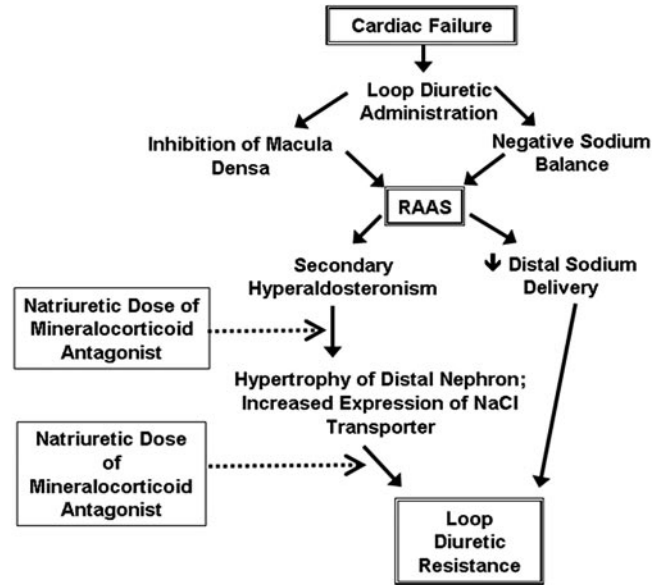 Cardiac Failure
Loop Diuretic
Administration
Inhibition of Macula
Densa
Negative Sodium
Balance
RAAS
Secondary
Hyperaldosteronism
Distal Sodium
Delivery
Natriuretic Dose of
Mineralocorticoid
Antagonist
Hypertrophy of Distal Nephron;
Increased Expression of NaCl
Transporter
Natriuretic Dose
of
Mineralocorticoid
Antagonist
Loop
Diuretic
Resistance